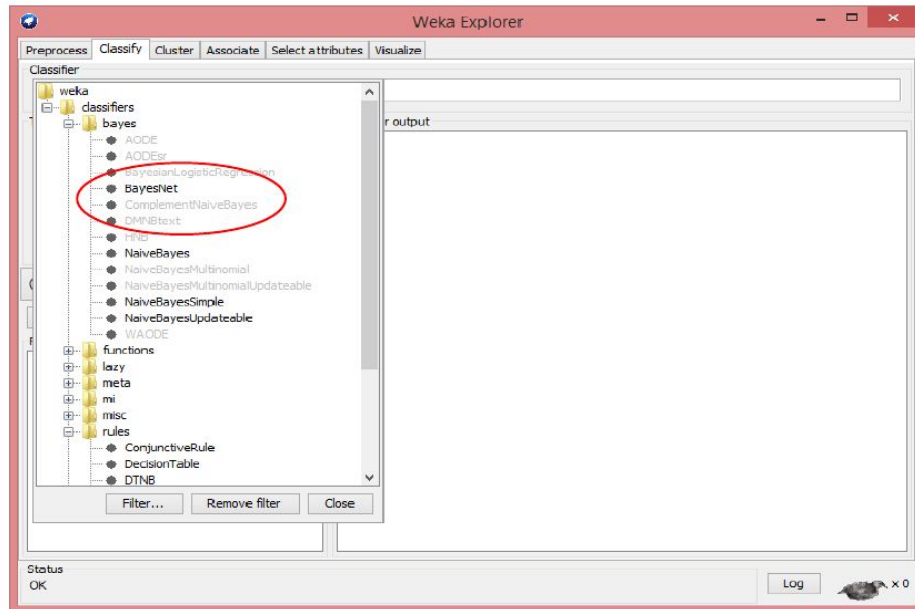 Weka Explorer
Preprocess Classify Cluster Associate Select attributes Visualize
Classifier
weka
classifiers
bayes
r output
AODE
AODEsr
BayesianLogisticRegression
BayesNet
ComplementNaiveBayes
DMNBtext
HNB
NaiveBayes
NaiveBayesMultinomial
NaiveBayesMultinomialUpdateable
NaiveBayesSimple
NaiveBayesUpdateable
WAODE
functions
lazy
meta
mi
misc
rules
ConjunctiveRule
DecisionTable
DTNB
Filter... Remove filter Close
Status
OK
Log x 0